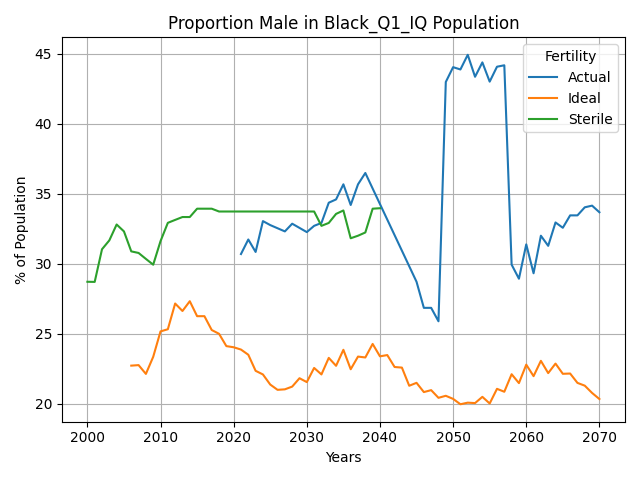 Proportion Male in Black_Q1_IQ Population
% of Population
45
40
35
30
25
20
Fertility
Actual
Ideal
Sterile
2000 2010 2020 2030 2040 2050 2060 2070
Years